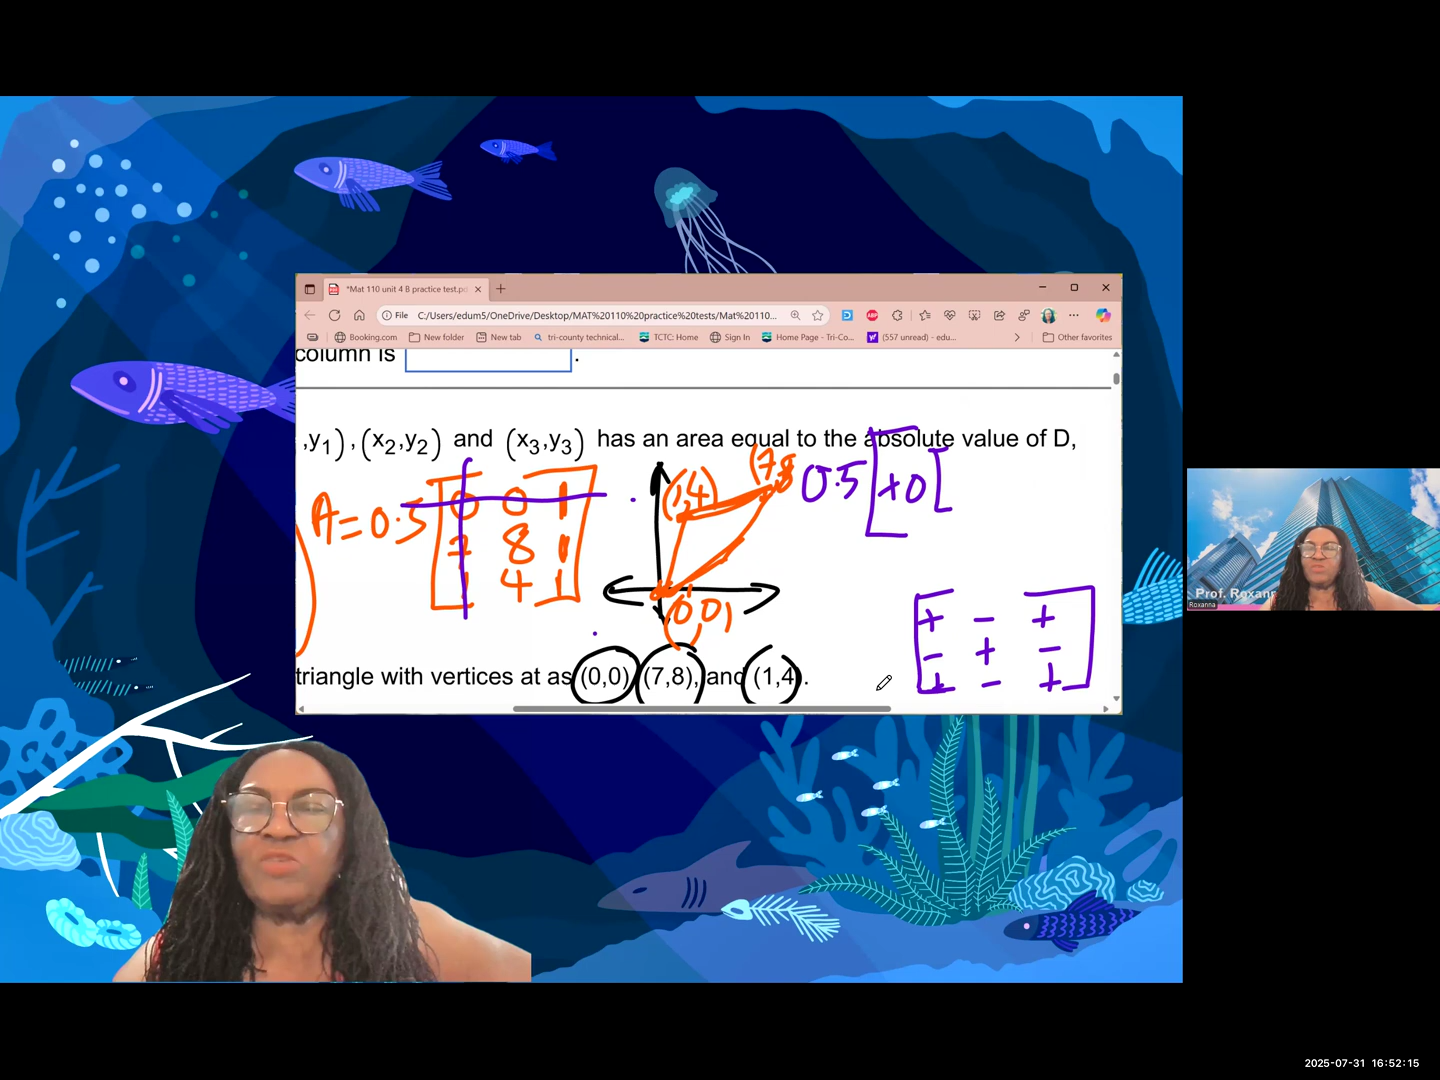 *Mat 110 unit 4 B practice test.pd
File C:/Users/edum5/OneDrive/Desktop/MAT%20110%20practice%20tests/Mat%20110...
Booking.com New folder New tab tri-county technical... TCTC: Home Sign In Home Page - Tri-Co... (557 unread) - edu... Other favorites
column is .
,y1), (x2,y2) and (x3,y3) has an area equal to the absolute value of D,
A = 0.5
0 0 1
7 8 1
1 4 1
(1,4)
(7,8
(0,0)
0.5 [+0[
+ - +
- + -
+ - +
triangle with vertices at as (0,0), (7,8), and (1,4).
Prof. Roxann
Roxanna
2025-07-31 16:52:15